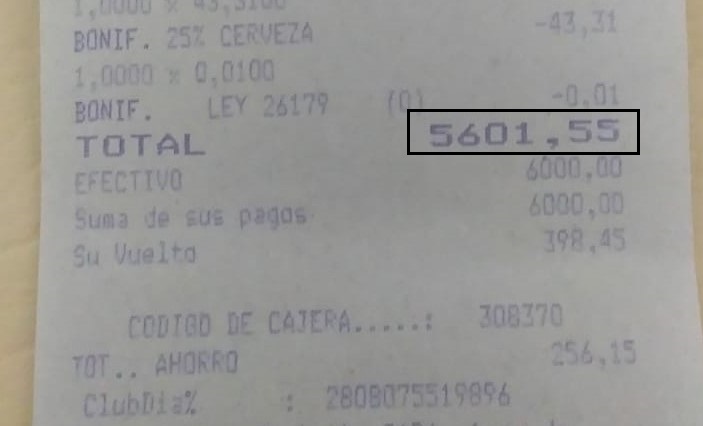 1,0000 x 43,3100
BONIF. 25% CERVEZA -43,31
1,0000 x 0,0100
BONIF. LEY 26179 (0) -0,01
TOTAL 5601,55
EFECTIVO 6000,00
Suma de sus pagos 6000,00
Su Vuelto 398,45
CODIGO DE CAJERA.....: 308370
TOT.. AHORRO 256,15
ClubDia% : 2808075519896